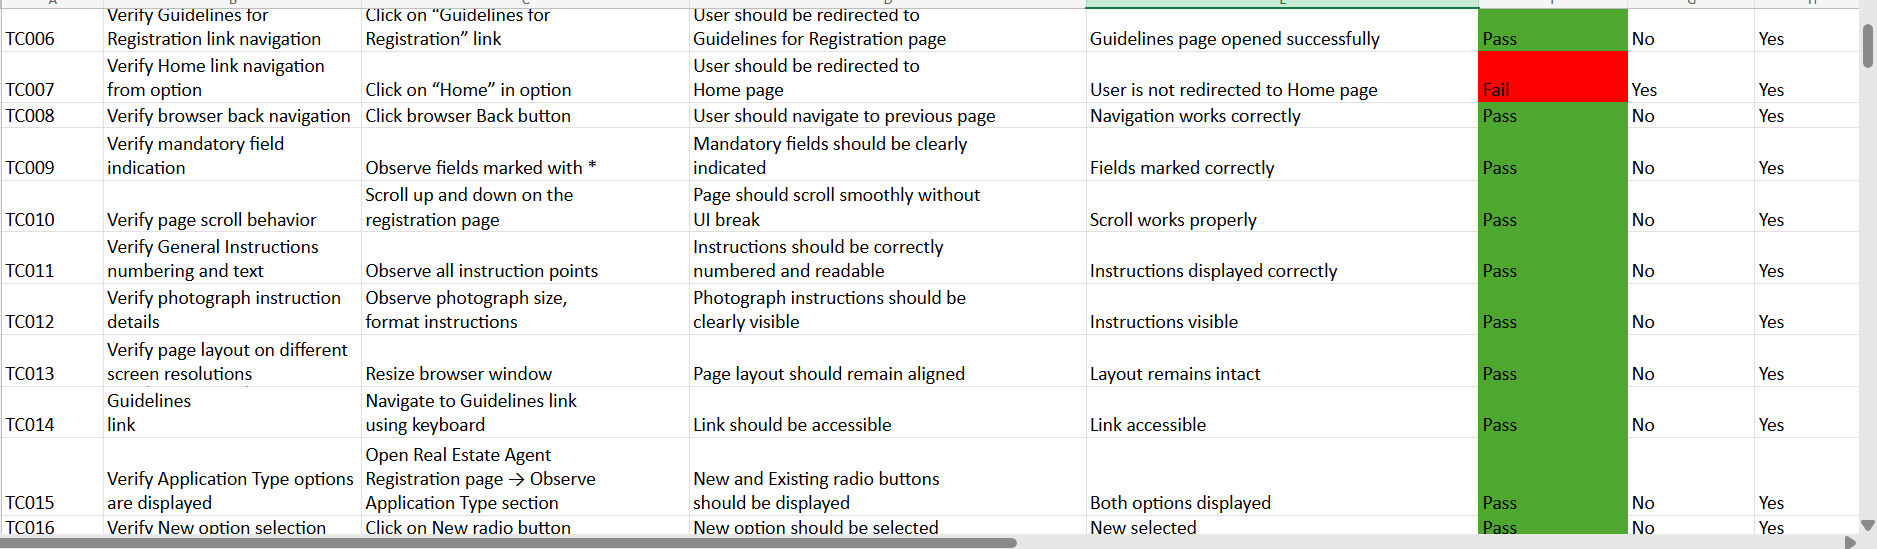 Verify Guidelines for Click on “Guidelines for User should be redirected to
TC006 Registration link navigation Registration” link Guidelines for Registration page Guidelines page opened successfully Pass No Yes
Verify Home link navigation User should be redirected to
TC007 from option Click on “Home” in option Home page User is not redirected to Home page Fail Yes Yes
TC008 Verify browser back navigation Click browser Back button User should navigate to previous page Navigation works correctly Pass No Yes
Verify mandatory field Mandatory fields should be clearly
TC009 indication Observe fields marked with * indicated Fields marked correctly Pass No Yes
Scroll up and down on the Page should scroll smoothly without
TC010 Verify page scroll behavior registration page UI break Scroll works properly Pass No Yes
Verify General Instructions Instructions should be correctly
TC011 numbering and text Observe all instruction points numbered and readable Instructions displayed correctly Pass No Yes
Verify photograph instruction Observe photograph size, Photograph instructions should be
TC012 details format instructions clearly visible Instructions visible Pass No Yes
Verify page layout on different
TC013 screen resolutions Resize browser window Page layout should remain aligned Layout remains intact Pass No Yes
Guidelines Navigate to Guidelines link
TC014 link using keyboard Link should be accessible Link accessible Pass No Yes
Open Real Estate Agent
Verify Application Type options Registration page → Observe New and Existing radio buttons
TC015 are displayed Application Type section should be displayed Both options displayed Pass No Yes
TC016 Verify New option selection Click on New radio button New option should be selected New selected Pass No Yes